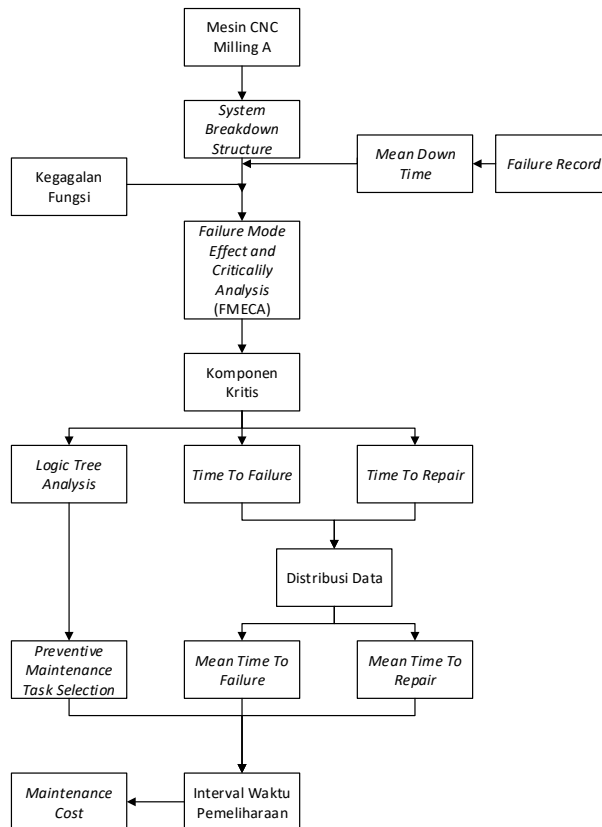 Mesin CNC
Milling A
System
Breakdown
Structure
Mean Down
Time
Failure Record
Kegagalan
Fungsi
Failure Mode
Effect and
Criticalily
Analysis
(FMECA)
Komponen
Kritis
Logic Tree
Analysis
Time To Failure
Time To Repair
Distribusi Data
Preventive
Maintenance
Task Selection
Mean Time To
Failure
Mean Time To
Repair
Maintenance
Cost
Interval Waktu
Pemeliharaan